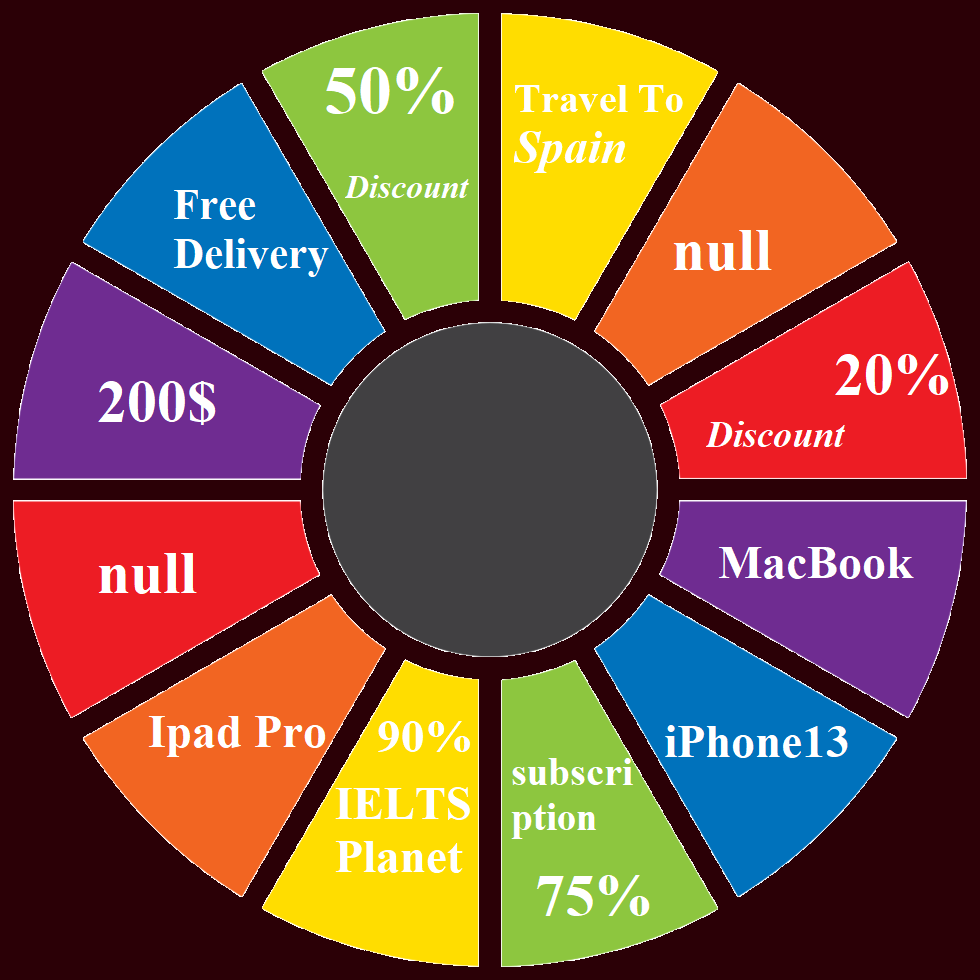 50%
Discount
Travel To
Spain
null
20%
Discount
MacBook
iPhone13
subscri
ption
75%
90%
IELTS
Planet
Ipad Pro
null
200$
Free
Delivery